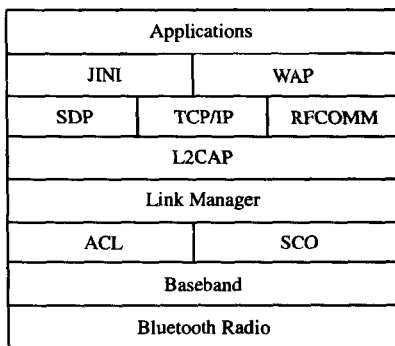 Applications
JINI WAP
SDP TCP/IP RFCOMM
L2CAP
Link Manager
ACL SCO
Baseband
Bluetooth Radio